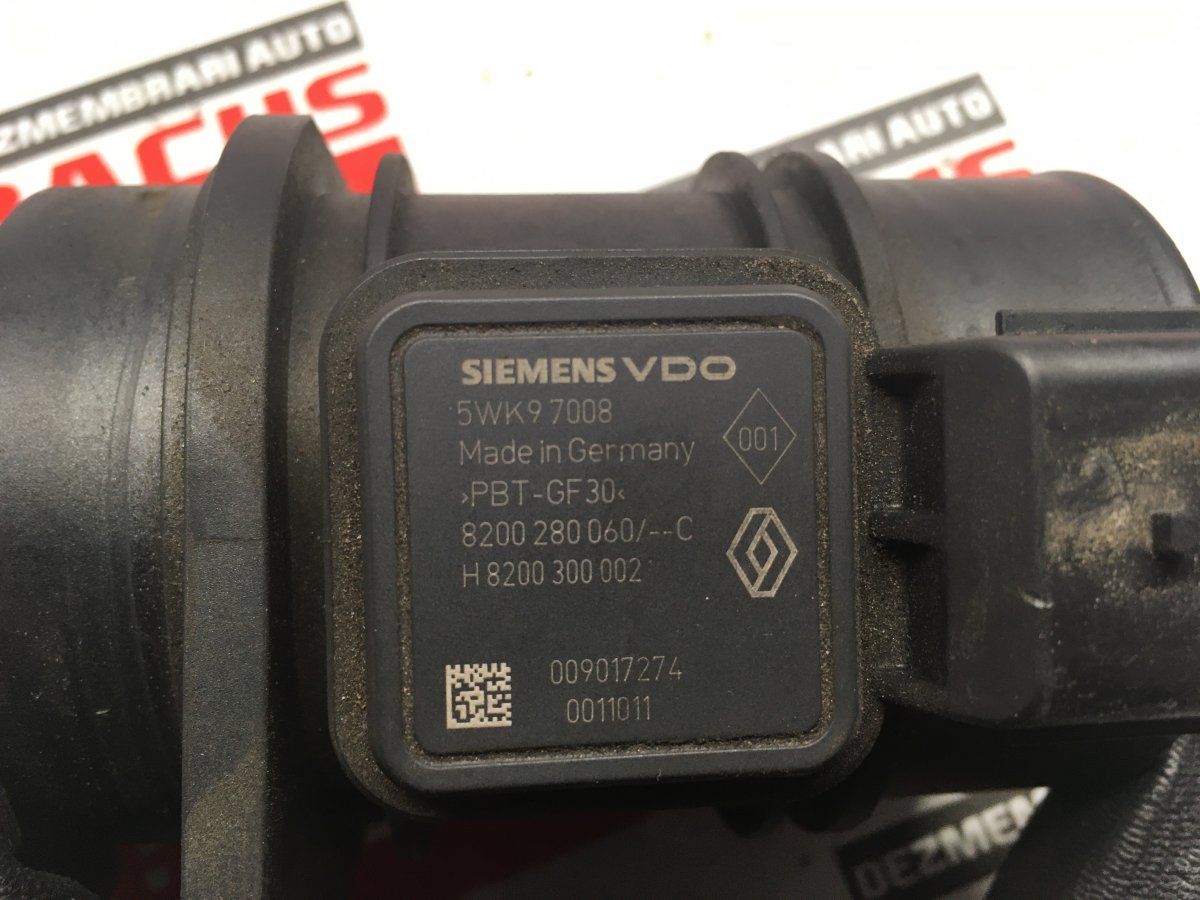 DEZMEMBRARI AUTO
DEZMEMBRARI AUTO
SIEMENS VDO
5WK9 7008
001
Made in Germany
›PBT-GF30‹
8200 280 060/--C
H 8200 300 002
009017274
0011011